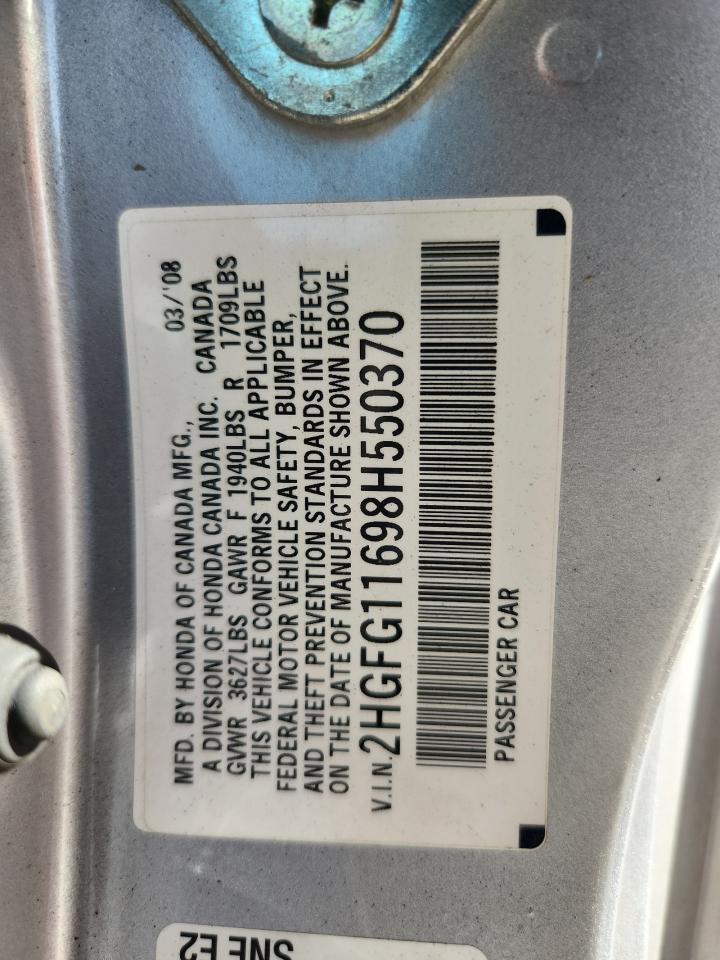 03/'08
MFD. BY HONDA OF CANADA MFG.,
A DIVISION OF HONDA CANADA INC. CANADA
GVWR 3627LBS GAWR F 1940LBS R 1709LBS
THIS VEHICLE CONFORMS TO ALL APPLICABLE
FEDERAL MOTOR VEHICLE SAFETY, BUMPER,
AND THEFT PREVENTION STANDARDS IN EFFECT
ON THE DATE OF MANUFACTURE SHOWN ABOVE.
V.I.N. 2HGFG11698H550370
PASSENGER CAR
SNE E2